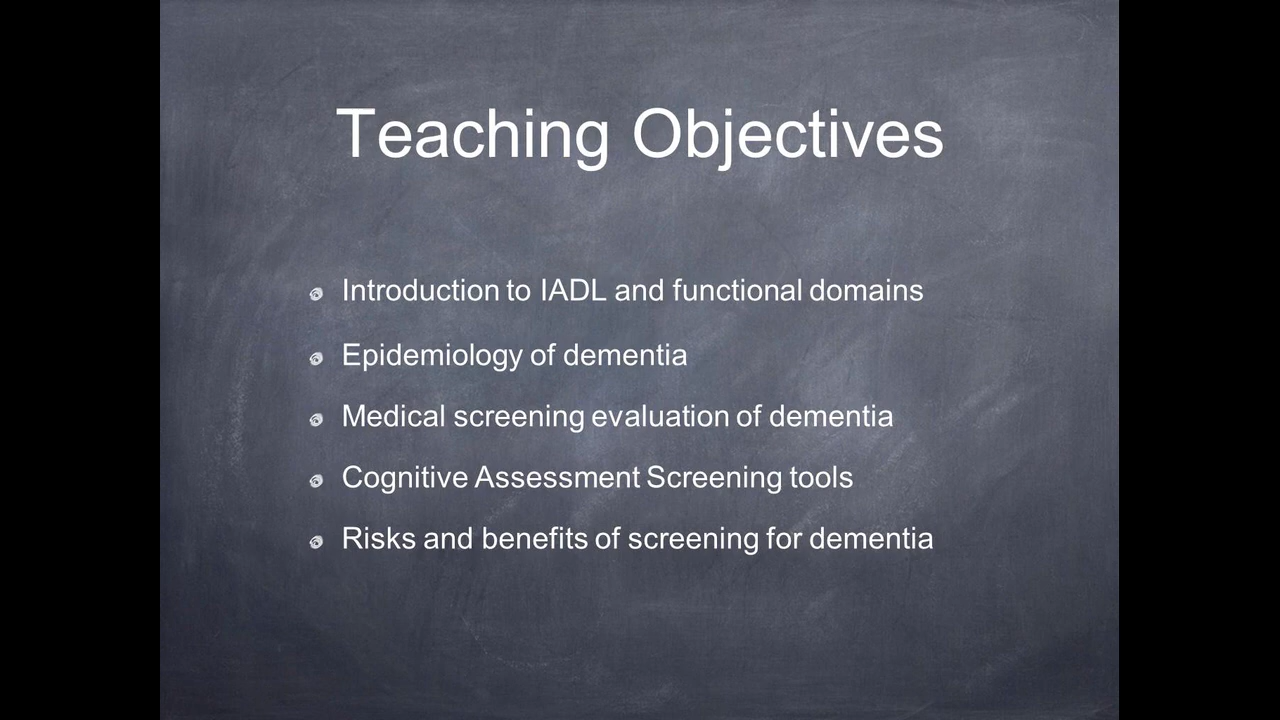 Teaching Objectives
Introduction to IADL and functional domains
Epidemiology of dementia
Medical screening evaluation of dementia
Cognitive Assessment Screening tools
Risks and benefits of screening for dementia